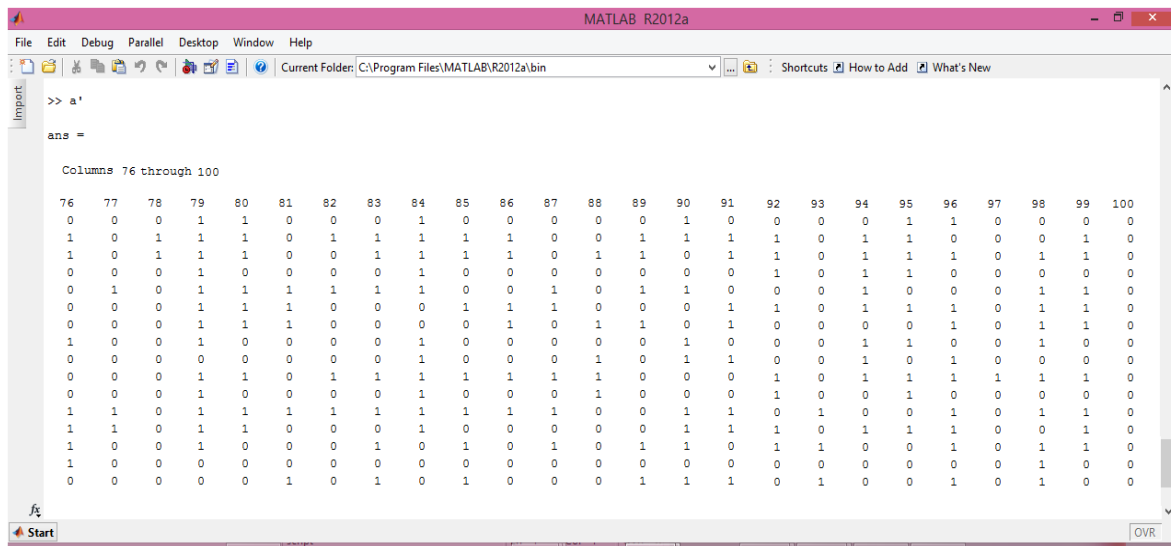 MATLAB R2012a
File Edit Debug Parallel Desktop Window Help
Current Folder: C:\Program Files\MATLAB\R2012a\bin Shortcuts How to Add What's New
Import
>> a'
ans =
Columns 76 through 100
76 77 78 79 80 81 82 83 84 85 86 87 88 89 90 91 92 93 94 95 96 97 98 99 100
0 0 0 1 1 0 0 0 1 0 0 0 0 0 1 0 0 0 0 1 1 0 0 0 0
1 0 1 1 1 0 1 1 1 1 1 0 0 1 1 1 1 0 1 1 0 0 0 1 0
1 0 1 1 1 0 0 1 1 1 1 0 1 1 0 1 1 0 1 1 1 0 1 1 0
0 0 0 1 0 0 0 0 1 0 0 0 0 0 0 0 1 0 1 1 0 0 0 0 0
0 1 0 1 1 1 1 1 1 0 0 1 0 1 1 0 0 0 1 0 0 0 1 1 0
0 0 0 1 1 1 0 0 0 1 1 1 0 0 0 1 1 0 1 1 1 0 1 1 0
0 0 0 1 1 1 0 0 0 0 1 0 1 1 0 1 0 0 0 0 1 0 1 1 0
1 0 0 1 0 0 0 0 1 0 0 0 0 0 1 0 0 0 1 1 0 0 1 0 0
0 0 0 0 0 0 0 0 1 0 0 0 1 0 1 1 0 0 1 0 1 0 0 0 0
0 0 0 1 1 0 1 1 1 1 1 1 1 0 0 0 1 0 1 1 1 1 1 1 0
0 0 0 1 0 0 0 0 1 0 0 0 1 0 0 0 1 0 0 1 0 0 0 0 0
1 1 0 1 1 1 1 1 1 1 1 1 0 0 1 1 0 1 0 0 1 0 1 1 0
1 1 0 1 1 0 0 0 1 0 0 0 0 0 1 1 1 0 1 1 1 0 0 1 0
1 0 0 1 0 0 0 1 0 1 0 1 0 1 1 0 1 1 0 0 1 0 1 1 0
1 0 0 0 0 0 0 0 0 0 0 0 0 0 0 0 0 0 0 0 0 0 1 0 0
0 0 0 0 0 1 0 1 0 1 0 0 0 1 1 1 0 1 0 0 1 0 1 0 0
fx
Start OVR